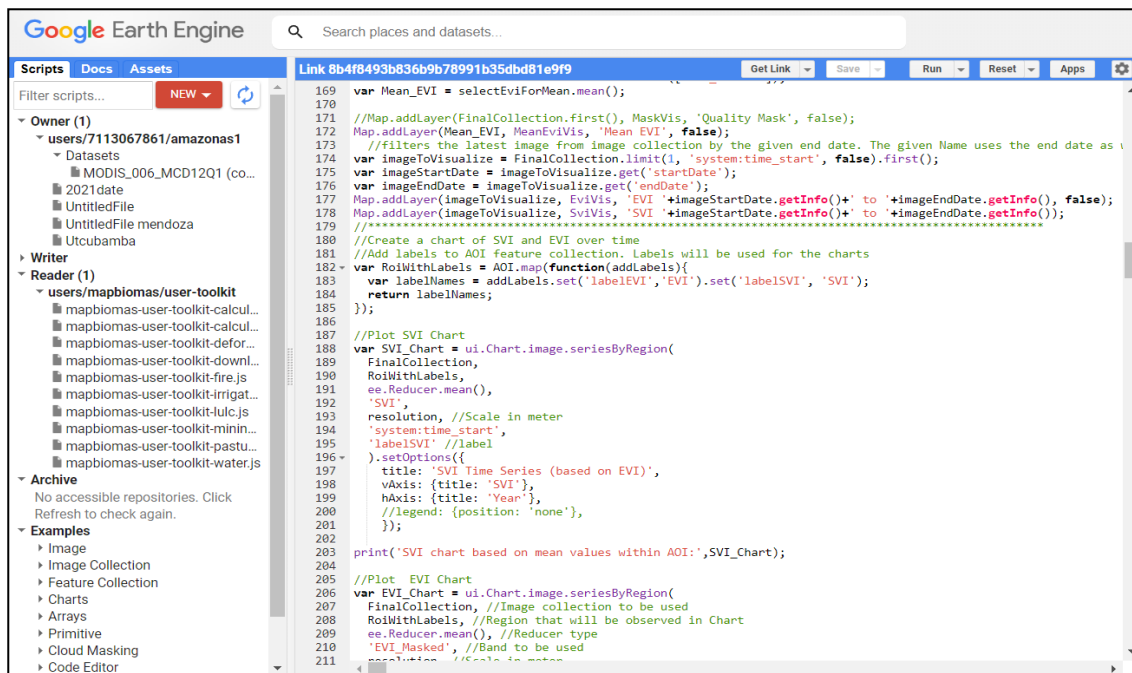 Google Earth Engine
Search places and datasets...
Scripts Docs Assets
Filter scripts... NEW
Owner (1)
users/7113067861/amazonas1
Datasets
MODIS_006_MCD12Q1 (co...
2021date
UntitledFile
UntitledFile mendoza
Utcubamba
Writer
Reader (1)
users/mapbiomas/user-toolkit
mapbiomas-user-toolkit-calcul...
mapbiomas-user-toolkit-calcul...
mapbiomas-user-toolkit-defor...
mapbiomas-user-toolkit-downl...
mapbiomas-user-toolkit-fire.js
mapbiomas-user-toolkit-irrigat...
mapbiomas-user-toolkit-lulc.js
mapbiomas-user-toolkit-minin...
mapbiomas-user-toolkit-pastu...
mapbiomas-user-toolkit-water.js
Archive
No accessible repositories. Click
Refresh to check again.
Examples
Image
Image Collection
Feature Collection
Charts
Arrays
Primitive
Cloud Masking
Code Editor
Link 8b4f8493b836b9b78991b35dbd81e9f9 Get Link Save Run Reset Apps
169 var Mean_EVI = selectEviForMean.mean();
170
171 //Map.addLayer(FinalCollection.first(), MaskVis, 'Quality Mask', false);
172 Map.addLayer(Mean_EVI, MeanEviVis, 'Mean EVI', false);
173 //filters the latest image from image collection by the given end date. The given Name uses the end date as
174 var imageToVisualize = FinalCollection.limit(1, 'system:time_start', false).first();
175 var imageStartDate = imageToVisualize.get('startDate');
176 var imageEndDate = imageToVisualize.get('endDate');
177 Map.addLayer(imageToVisualize, EviVis, 'EVI '+imageStartDate.getInfo()+' to '+imageEndDate.getInfo(), false);
178 Map.addLayer(imageToVisualize, SviVis, 'SVI '+imageStartDate.getInfo()+' to '+imageEndDate.getInfo());
179 //*****************************************************************************************************
180 //Create a chart of SVI and EVI over time
181 //Add labels to AOI feature collection. Labels will be used for the charts
182 var RoiWithLabels = AOI.map(function(addLabels){
183 var labelNames = addLabels.set('labelEVI','EVI').set('labelSVI', 'SVI');
184 return labelNames;
185 });
186
187 //Plot SVI Chart
188 var SVI_Chart = ui.Chart.image.seriesByRegion(
189 FinalCollection,
190 RoiWithLabels,
191 ee.Reducer.mean(),
192 'SVI',
193 resolution, //Scale in meter
194 'system:time_start',
195 'labelSVI' //label
196 ).setOptions({
197 title: 'SVI Time Series (based on EVI)',
198 vAxis: {title: 'SVI'},
199 hAxis: {title: 'Year'},
200 //legend: {position: 'none'},
201 });
202
203 print('SVI chart based on mean values within AOI:',SVI_Chart);
204
205 //Plot  EVI Chart
206 var EVI_Chart = ui.Chart.image.seriesByRegion(
207 FinalCollection, //Image collection to be used
208 RoiWithLabels, //Region that will be observed in Chart
209 ee.Reducer.mean(), //Reducer type
210 'EVI_Masked', //Band to be used
211 resolution, //Scale in meter